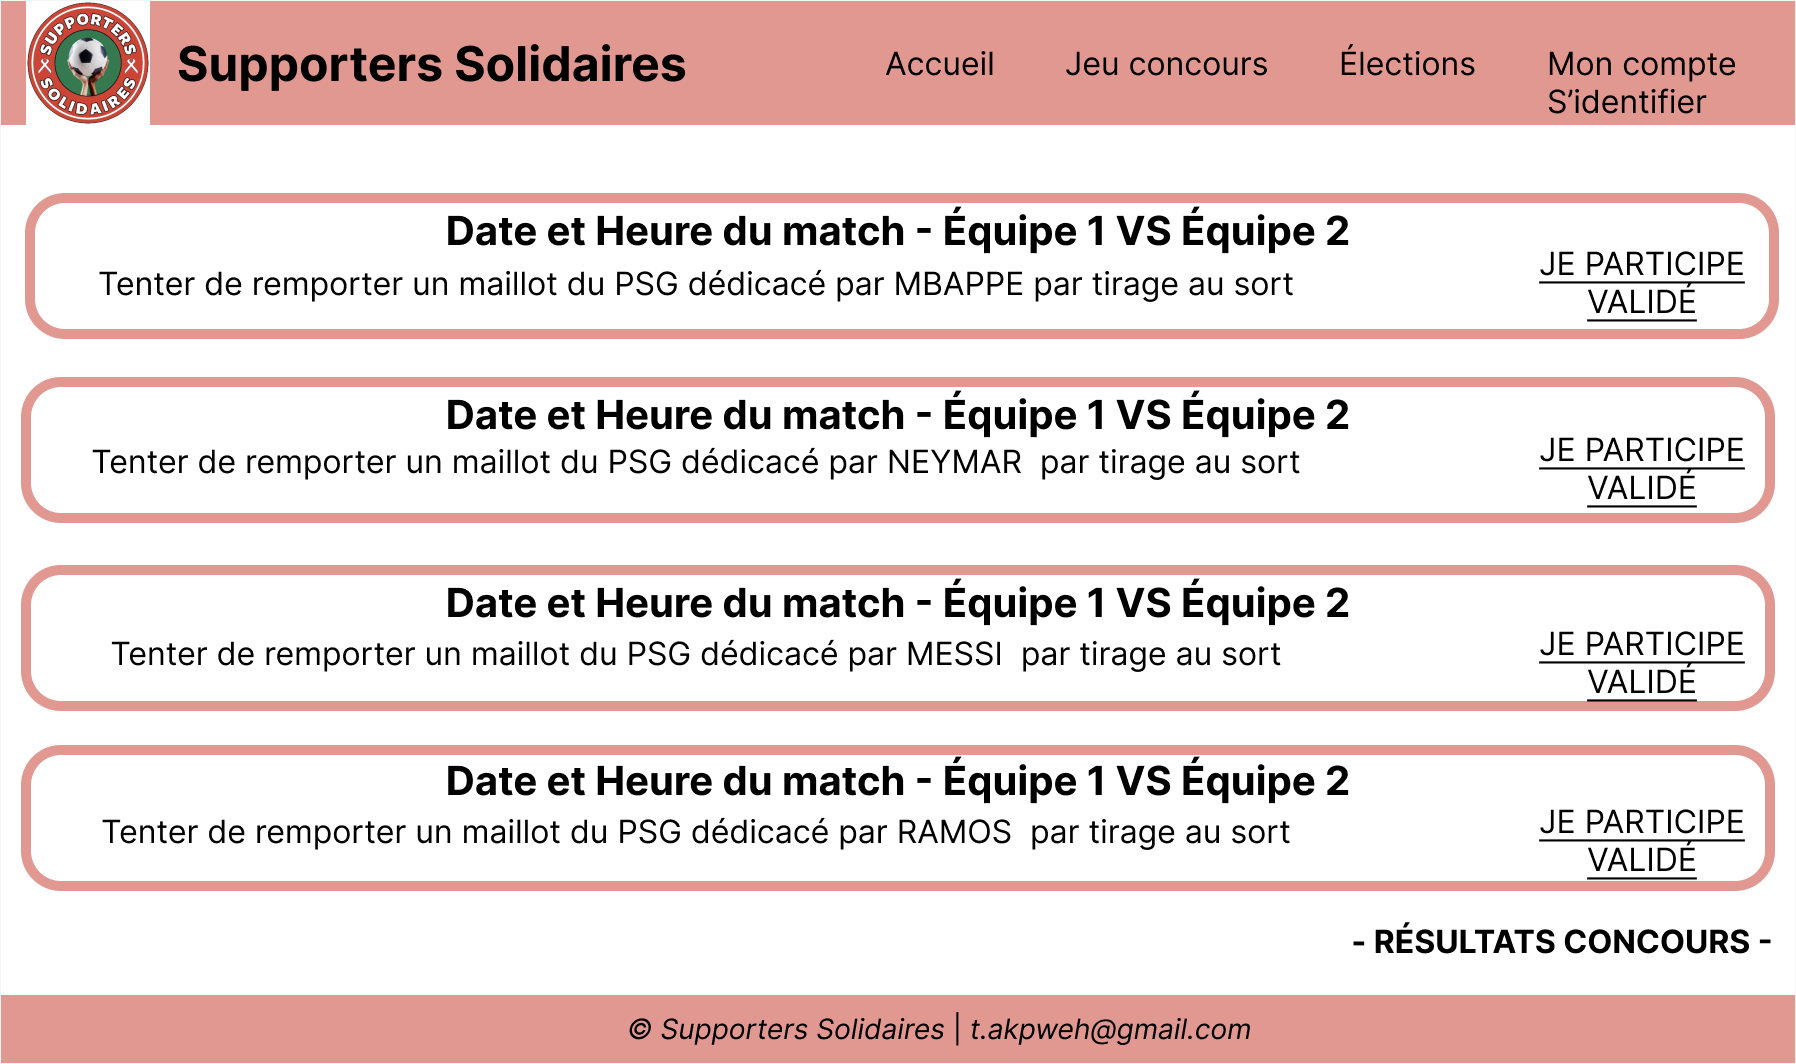 SUPPORTERS
SOLIDAIRES
Supporters Solidaires
Accueil
Jeu concours
Élections
Mon compte
S’identifier
Date et Heure du match - Équipe 1 VS Équipe 2
Tenter de remporter un maillot du PSG dédicacé par MBAPPE par tirage au sort
JE PARTICIPE
VALIDÉ
Date et Heure du match - Équipe 1 VS Équipe 2
Tenter de remporter un maillot du PSG dédicacé par NEYMAR  par tirage au sort
JE PARTICIPE
VALIDÉ
Date et Heure du match - Équipe 1 VS Équipe 2
Tenter de remporter un maillot du PSG dédicacé par MESSI  par tirage au sort
JE PARTICIPE
VALIDÉ
Date et Heure du match - Équipe 1 VS Équipe 2
Tenter de remporter un maillot du PSG dédicacé par RAMOS  par tirage au sort
JE PARTICIPE
VALIDÉ
- RÉSULTATS CONCOURS -
© Supporters Solidaires | t.akpweh@gmail.com